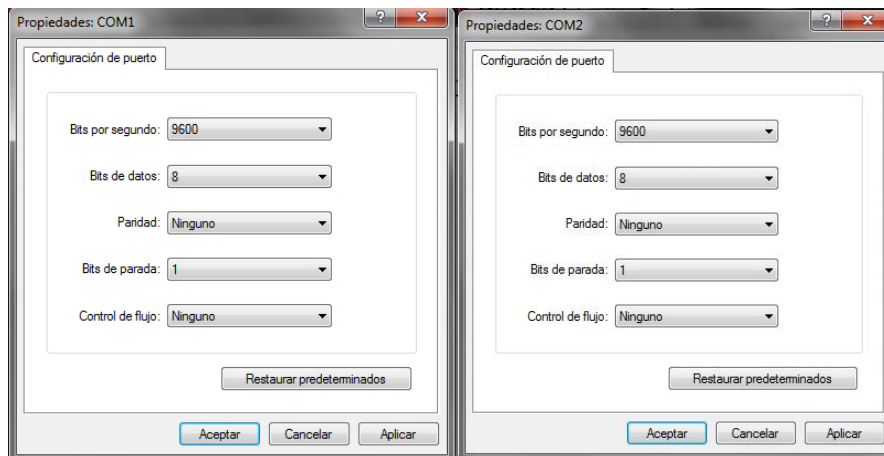 Propiedades: COM1
Configuración de puerto
Bits por segundo: 9600
Bits de datos: 8
Paridad: Ninguno
Bits de parada: 1
Control de flujo: Ninguno
Restaurar predeterminados
Aceptar Cancelar Aplicar
Propiedades: COM2
Configuración de puerto
Bits por segundo: 9600
Bits de datos: 8
Paridad: Ninguno
Bits de parada: 1
Control de flujo: Ninguno
Restaurar predeterminados
Aceptar Cancelar Aplicar